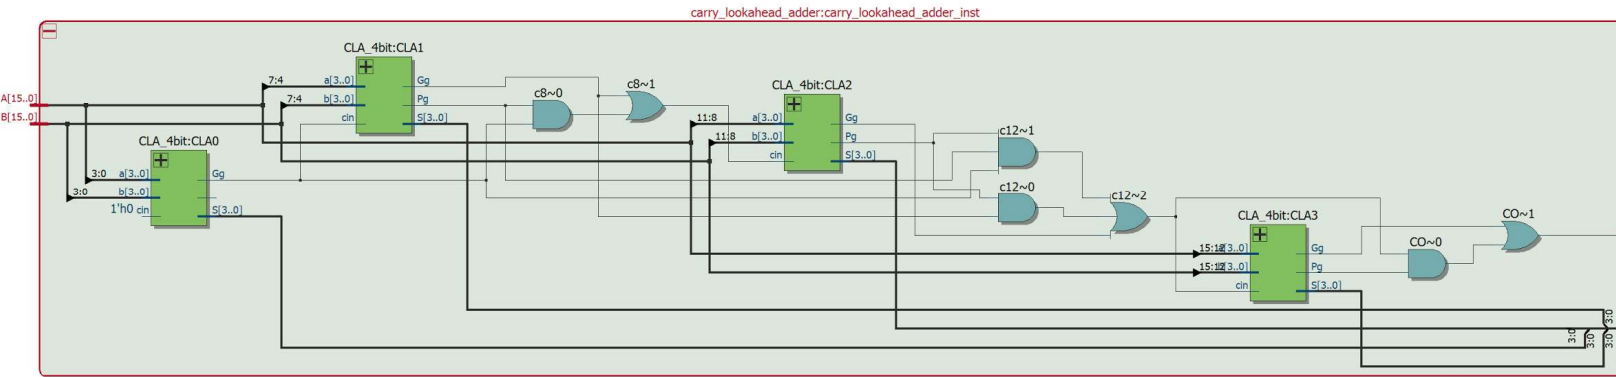 carry_lookahead_adder:carry_lookahead_adder_inst
CLA_4bit:CLA1
7:4
a[3..0]
Gg
A[15..0]
7:4
b[3..0]
Pg
B[15..0]
cin
S[3..0]
c8~0
c8~1
CLA_4bit:CLA2
11:8
a[3..0]
Gg
11:8
b[3..0]
Pg
cin
S[3..0]
CLA_4bit:CLA0
3:0
a[3..0]
Gg
3:0
b[3..0]
1'h0
cin
S[3..0]
c12~1
c12~0
c12~2
CLA_4bit:CLA3
[3..0]
Gg
[3..0]
Pg
cin
S[3..0]
CO~0
CO~1
3:0
3:0
3:0
3:0